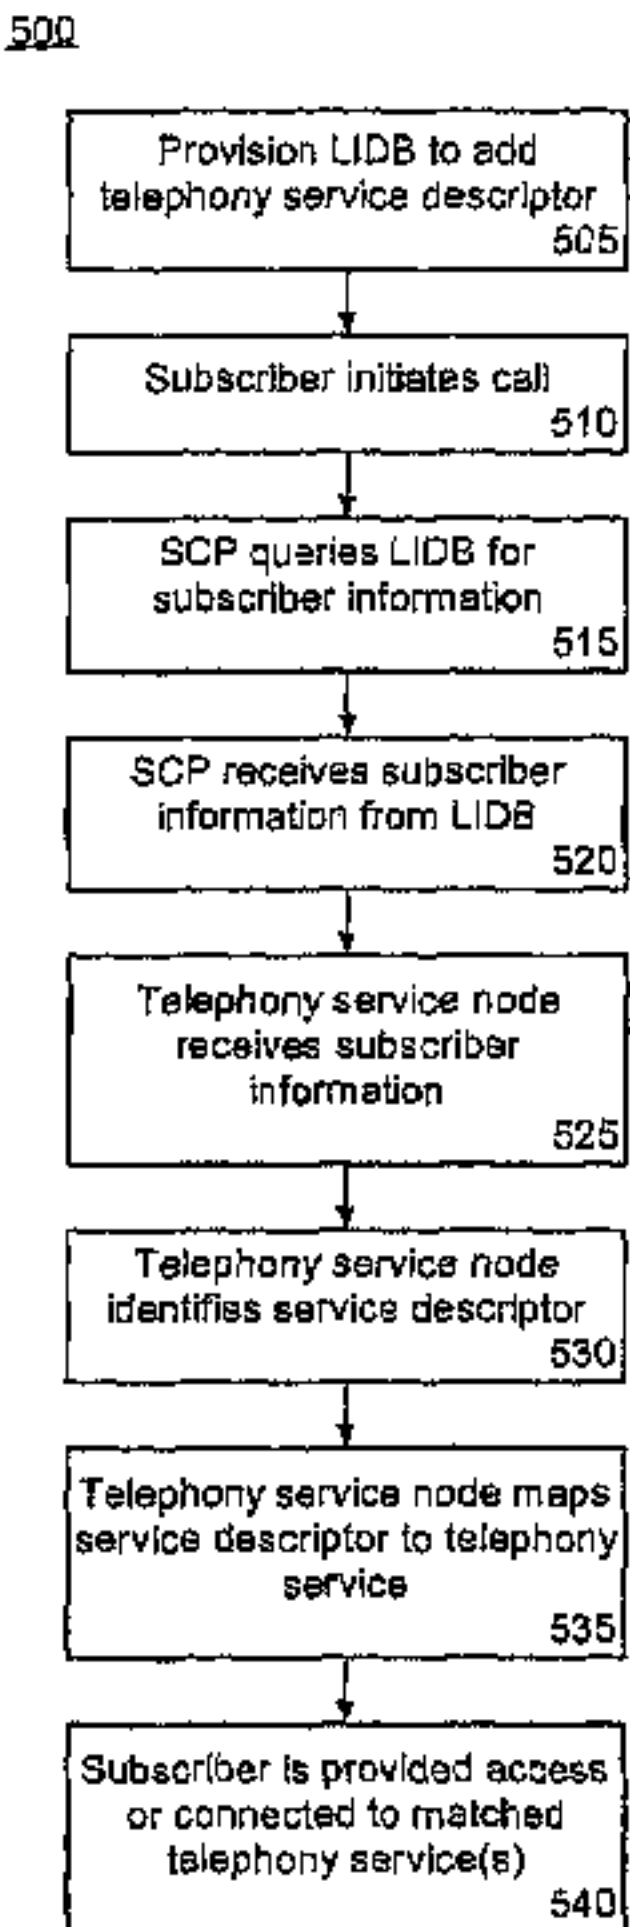 500
Provision LIDB to add
telephony service descriptor
505
Subscriber initiates call
510
SCP queries LIDB for
subscriber information
515
SCP receives subscriber
information from LIDB
520
Telephony service node
receives subscriber
information
525
Telephony service node
identifies service descriptor
530
Telephony service node maps
service descriptor to telephony
service
535
Subscriber is provided access
or connected to matched
telephony service(s)
540